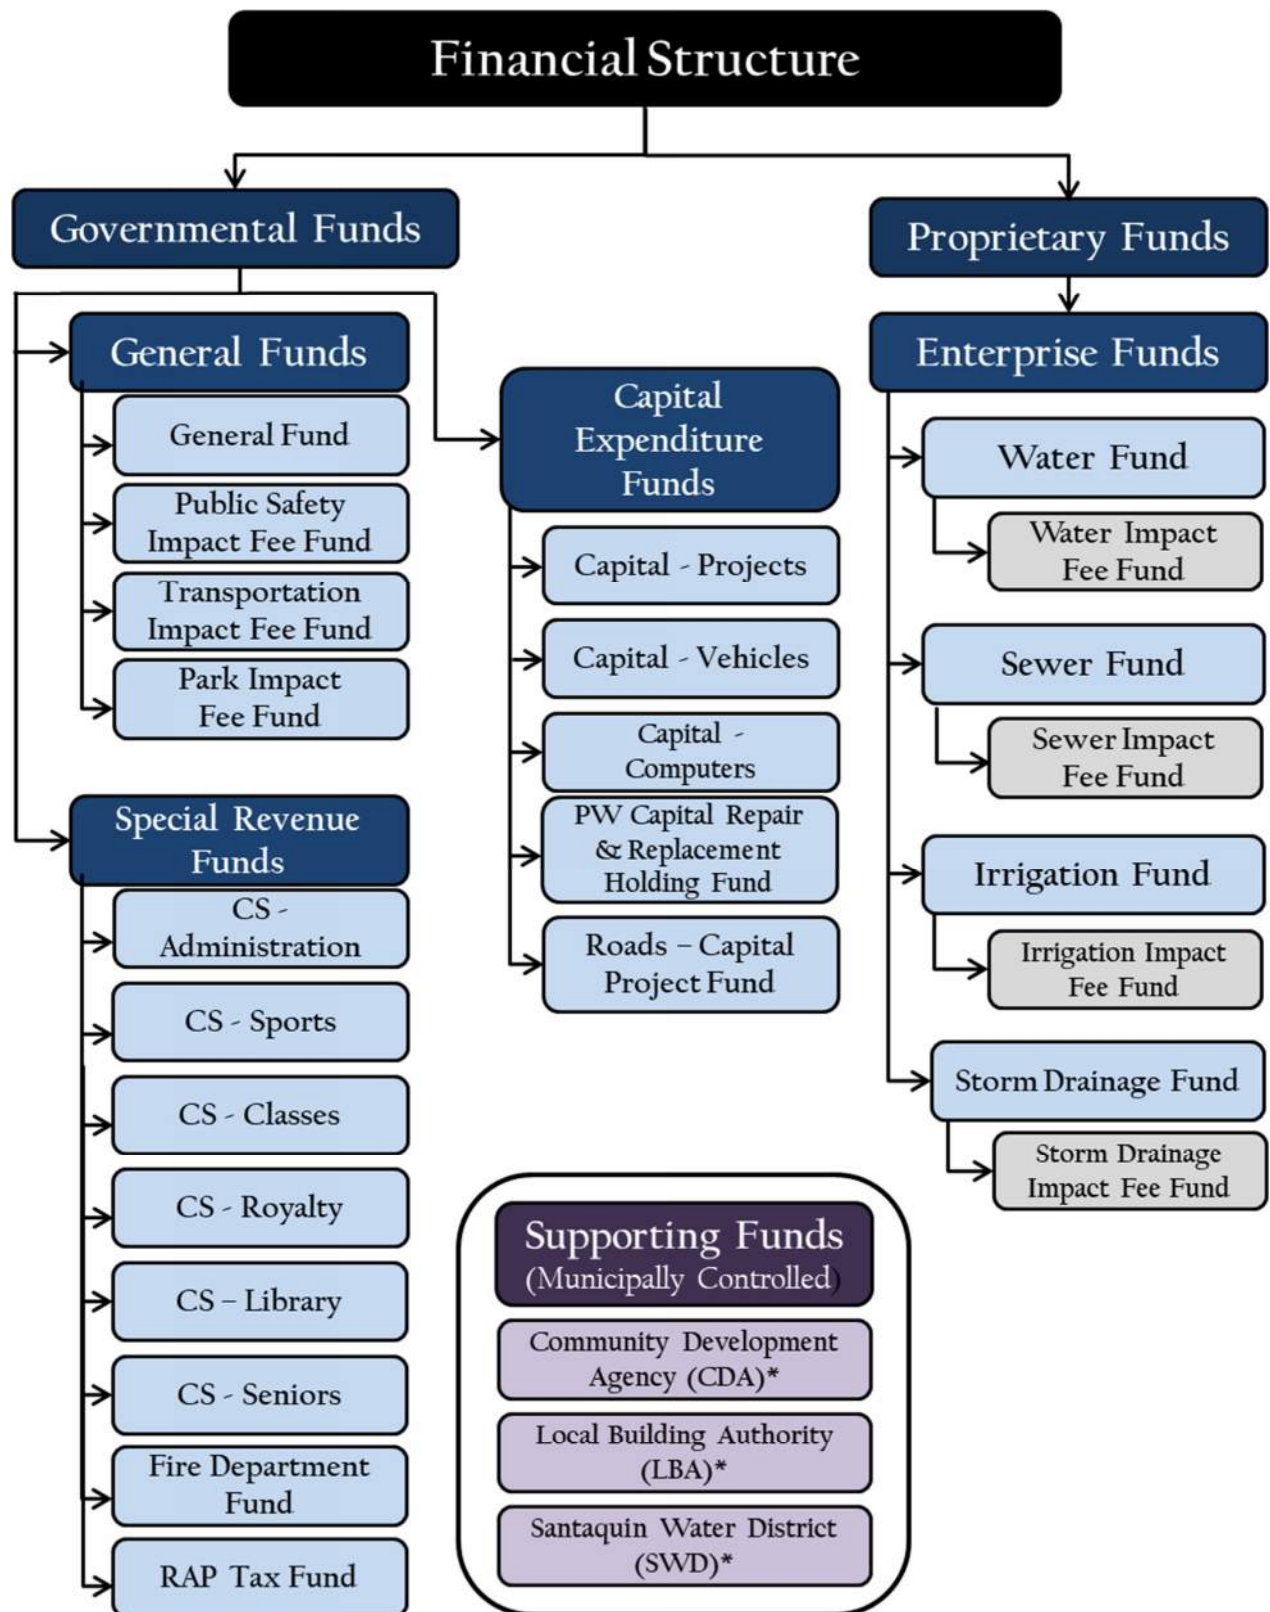 Financial Structure
Governmental Funds
General Funds
General Fund
Public Safety
Impact Fee Fund
Transportation
Impact Fee Fund
Park Impact
Fee Fund
Special Revenue
Funds
CS -
Administration
CS - Sports
CS - Classes
CS - Royalty
CS – Library
CS - Seniors
Fire Department
Fund
RAP Tax Fund
Capital
Expenditure
Funds
Capital - Projects
Capital - Vehicles
Capital -
Computers
PW Capital Repair
& Replacement
Holding Fund
Roads – Capital
Project Fund
Proprietary Funds
Enterprise Funds
Water Fund
Water Impact
Fee Fund
Sewer Fund
Sewer Impact
Fee Fund
Irrigation Fund
Irrigation Impact
Fee Fund
Storm Drainage Fund
Storm Drainage
Impact Fee Fund
Supporting Funds
(Municipally Controlled)
Community Development
Agency (CDA)*
Local Building Authority
(LBA)*
Santaquin Water District
(SWD)*